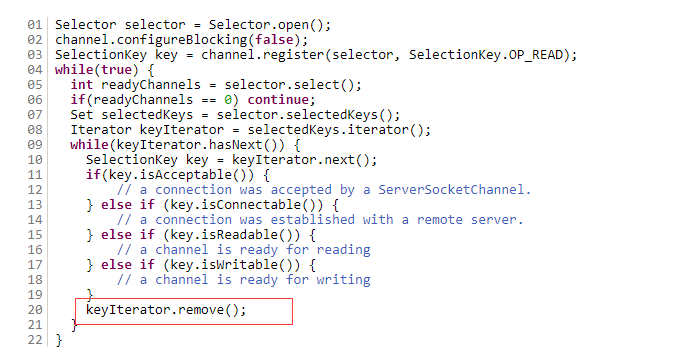 01 Selector selector = Selector.open();
02 channel.configureBlocking(false);
03 SelectionKey key = channel.register(selector, SelectionKey.OP_READ);
04 while(true) {
05   int readyChannels = selector.select();
06   if(readyChannels == 0) continue;
07   Set selectedKeys = selector.selectedKeys();
08   Iterator keyIterator = selectedKeys.iterator();
09   while(keyIterator.hasNext()) {
10     SelectionKey key = keyIterator.next();
11     if(key.isAcceptable()) {
12         // a connection was accepted by a ServerSocketChannel.
13     } else if (key.isConnectable()) {
14         // a connection was established with a remote server.
15     } else if (key.isReadable()) {
16         // a channel is ready for reading
17     } else if (key.isWritable()) {
18         // a channel is ready for writing
19     }
20     keyIterator.remove();
21   }
22 }